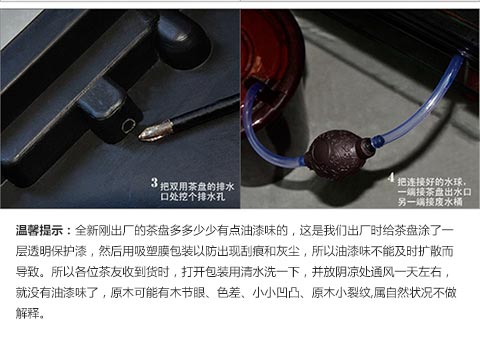 3 把双用茶盘的排水
口处挖个排水孔
4 把连接好的水球，
一端接茶盘出水口
另一端接废水桶
温馨提示：全新刚出厂的茶盘多多少少有点油漆味的，这是我们出厂时给茶盘涂了一
层透明保护漆，然后用吸塑膜包装以防出现刮痕和灰尘，所以油漆味不能及时扩散而
导致。所以各位茶友收到货时，打开包装用清水洗一下，并放阴凉处通风一天左右，
就没有油漆味了，原木可能有木节眼、色差、小小凹凸、原木小裂纹,属自然状况不做
解释。